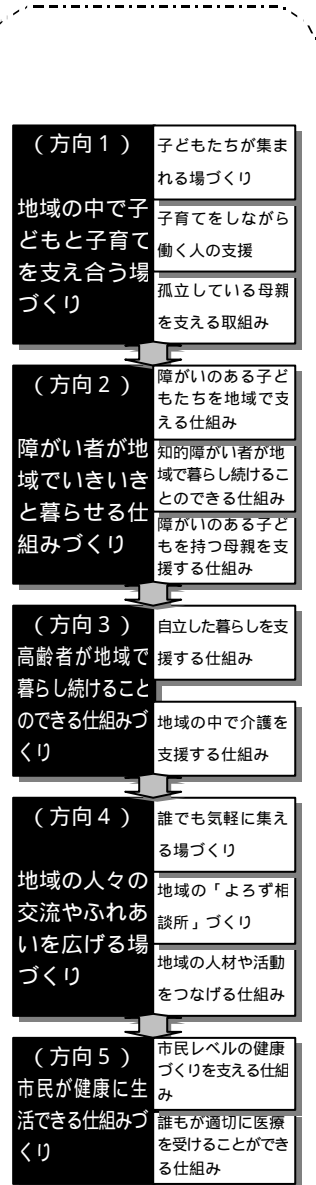 （方向１）
地域の中で子
どもと子育て
を支え合う場
づくり
子どもたちが集ま
れる場づくり
子育てをしながら
働く人の支援
孤立している母親
を支える取組み
（方向２）
障がい者が地
域でいきいき
と暮らせる仕
組みづくり
障がいのある子ど
もたちを地域で支
える仕組み
知的障がい者が地
域で暮らし続けるこ
とのできる仕組み
障がいのある子ど
もを持つ母親を支
援する仕組み
（方向３）
高齢者が地域で
暮らし続けること
のできる仕組みづ
くり
自立した暮らしを支
援する仕組み
地域の中で介護を
支援する仕組み
（方向４）
地域の人々の
交流やふれあ
いを広げる場
づくり
誰でも気軽に集え
る場づくり
地域の「よろず相
談所」づくり
地域の人材や活動
をつなげる仕組み
（方向５）
市民が健康に生
活できる仕組みづ
くり
市民レベルの健康
づくりを支える仕組
み
誰もが適切に医療
を受けることができ
る仕組み